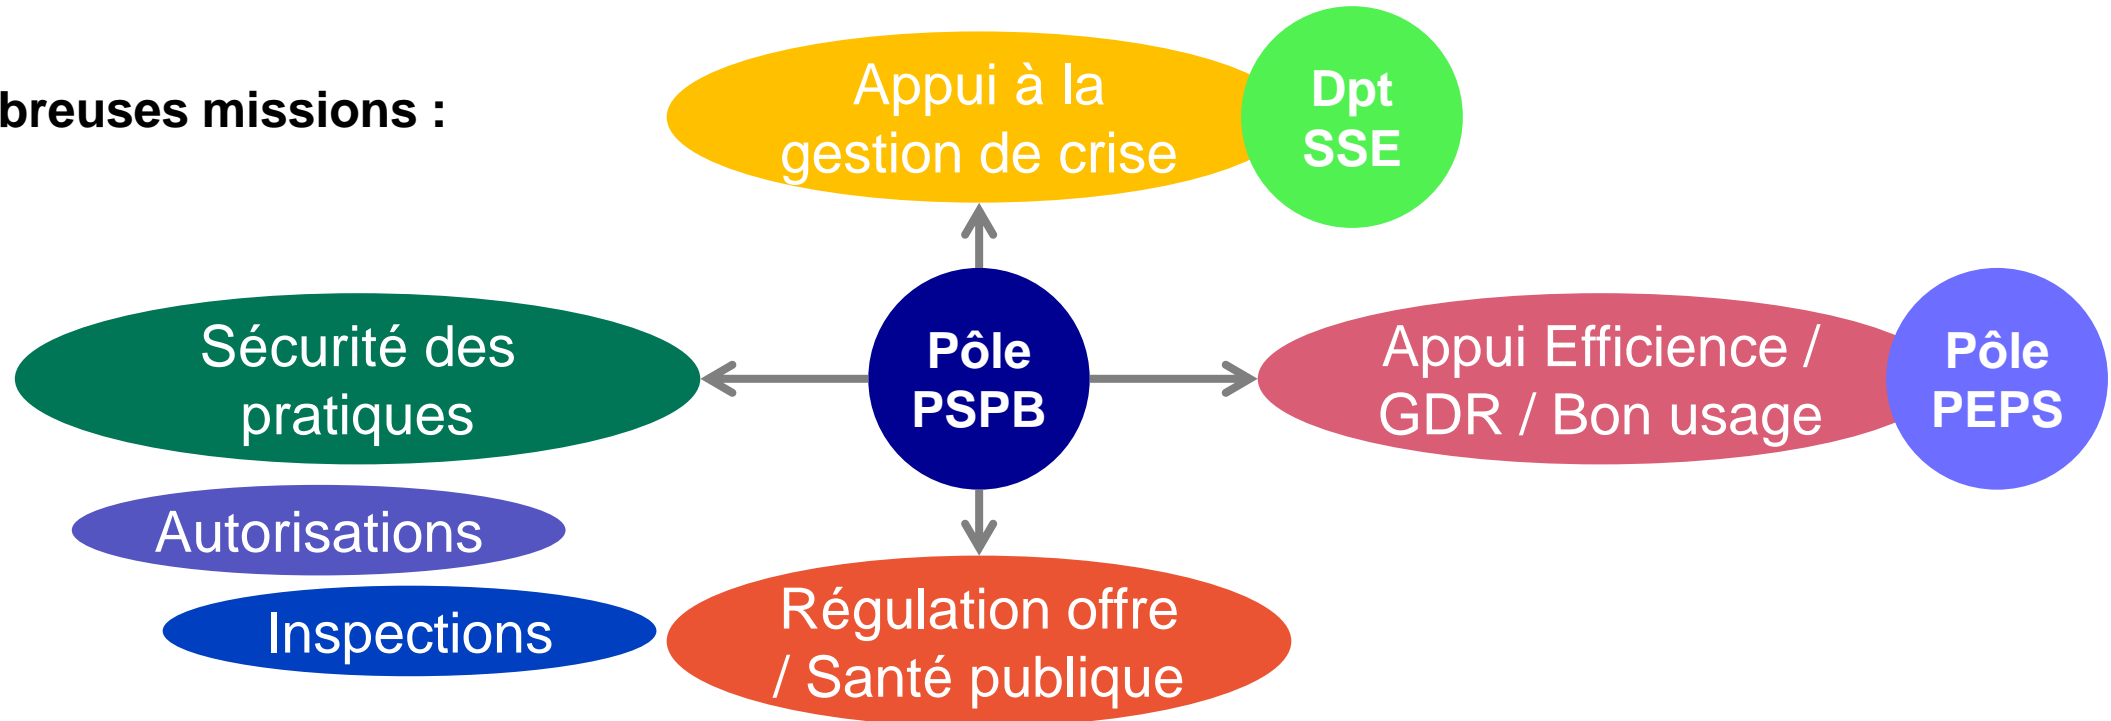 breuses missions :
Appui à la
gestion de crise
Dpt
SSE
Sécurité des
pratiques
Pôle
PSPB
Appui Efficience /
GDR / Bon usage
Pôle
PEPS
Autorisations
Inspections
Régulation offre
/ Santé publique